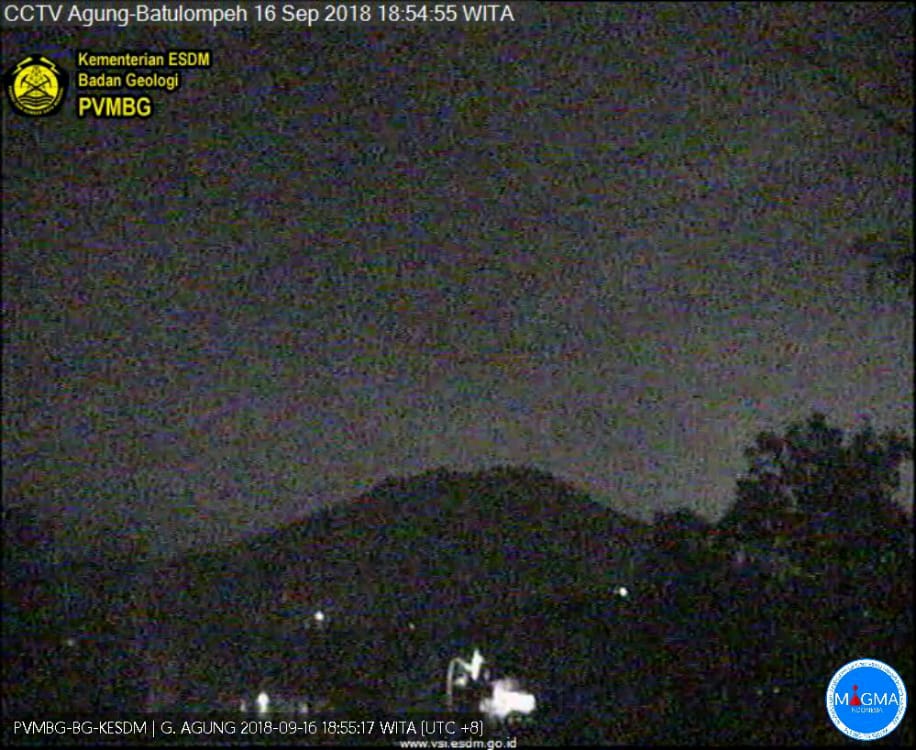 CCTV Agung-Batulompeh 16 Sep 2018 18:54:55 WITA
Kementerian ESDM
Badan Geologi
PVMBG
MAGMA
INDONESIA
PVMBG-BG-KESDM | G. AGUNG 2018-09-16 18:55:17 WITA [UTC +8]
www.vsi.esdm.go.id